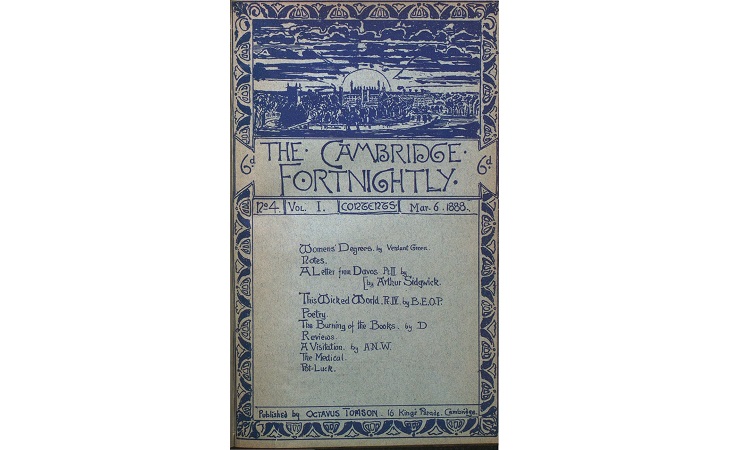 THE · CAMBRIDGE ·
6d FORTNIGHTLY · 6d
No 4. VOL. I. CONTENTS Mar. 6. 1888.
Womens' Degrees. by Verdant Green.
Notes.
A Letter from Davos. Pt. II by
[by Arthur Sidgwick.
This Wicked World. Pt. IV. by B.E.O.P.
Poetry.
The Burning of the Books. by D
Reviews.
A Visitation. by A.N.W.
The Medical.
Pot-Luck.
Published by OCTAVUS TOMSON. 16 King's Parade. Cambridge.